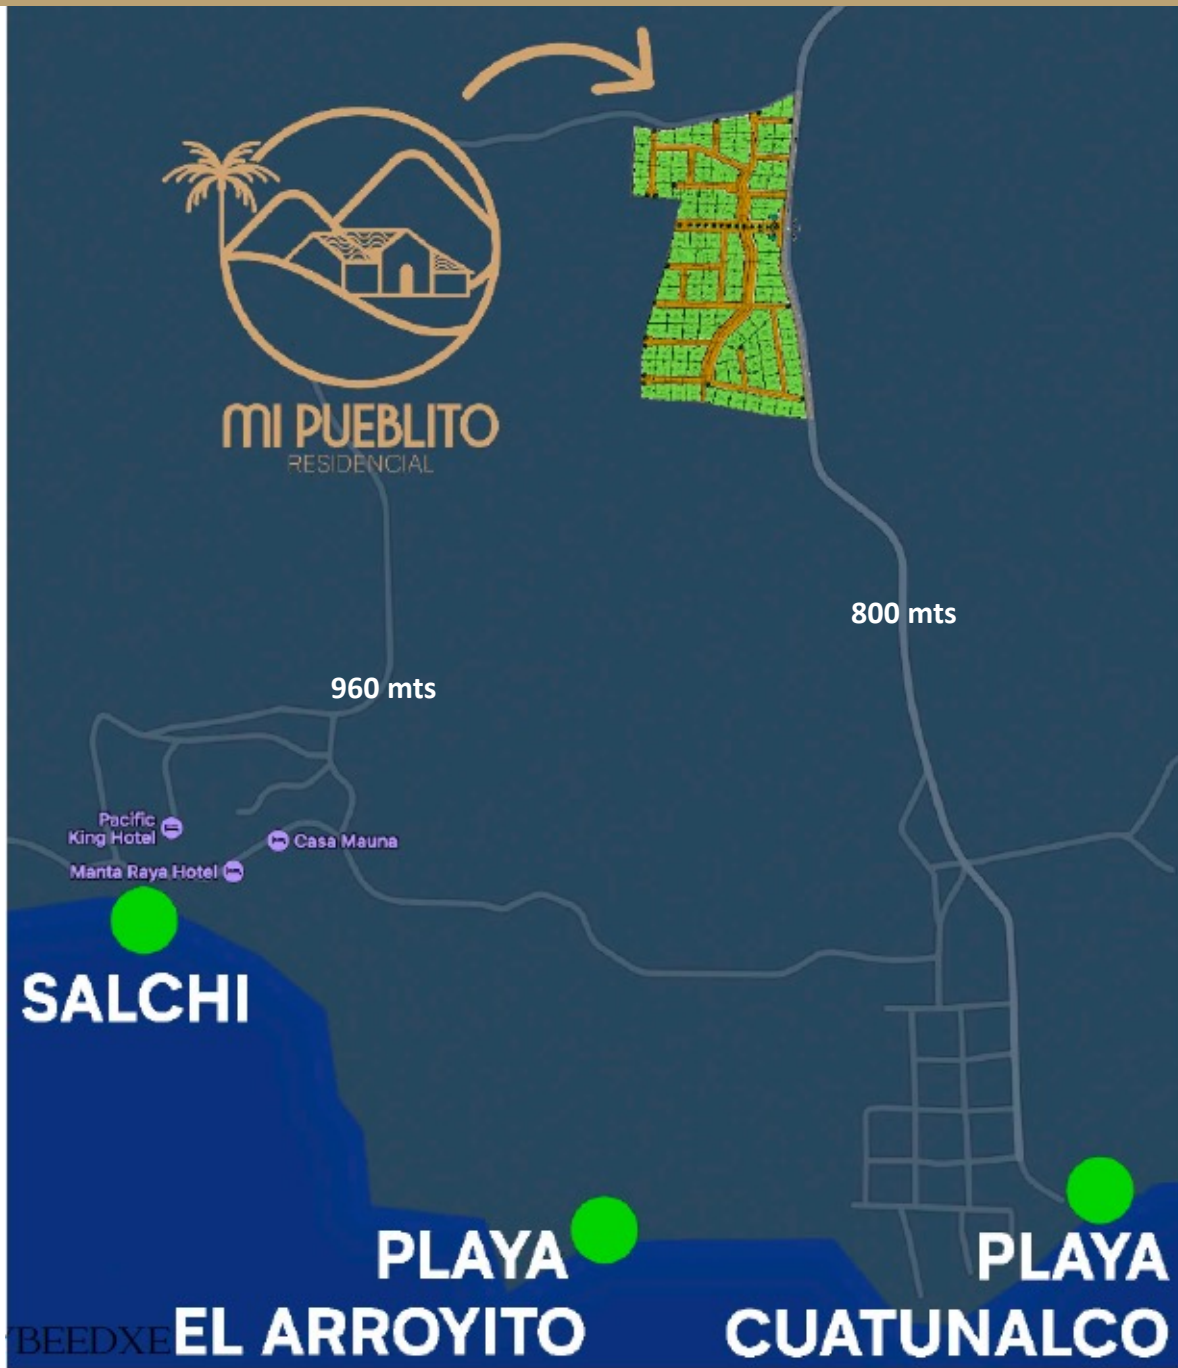 MI PUEBLITO
RESIDENCIAL
800 mts
960 mts
Pacific
King Hotel
Casa Mauna
Manta Raya Hotel
SALCHI
PLAYA
EL ARROYITO
PLAYA
CUATUNALCO
BEEDXE